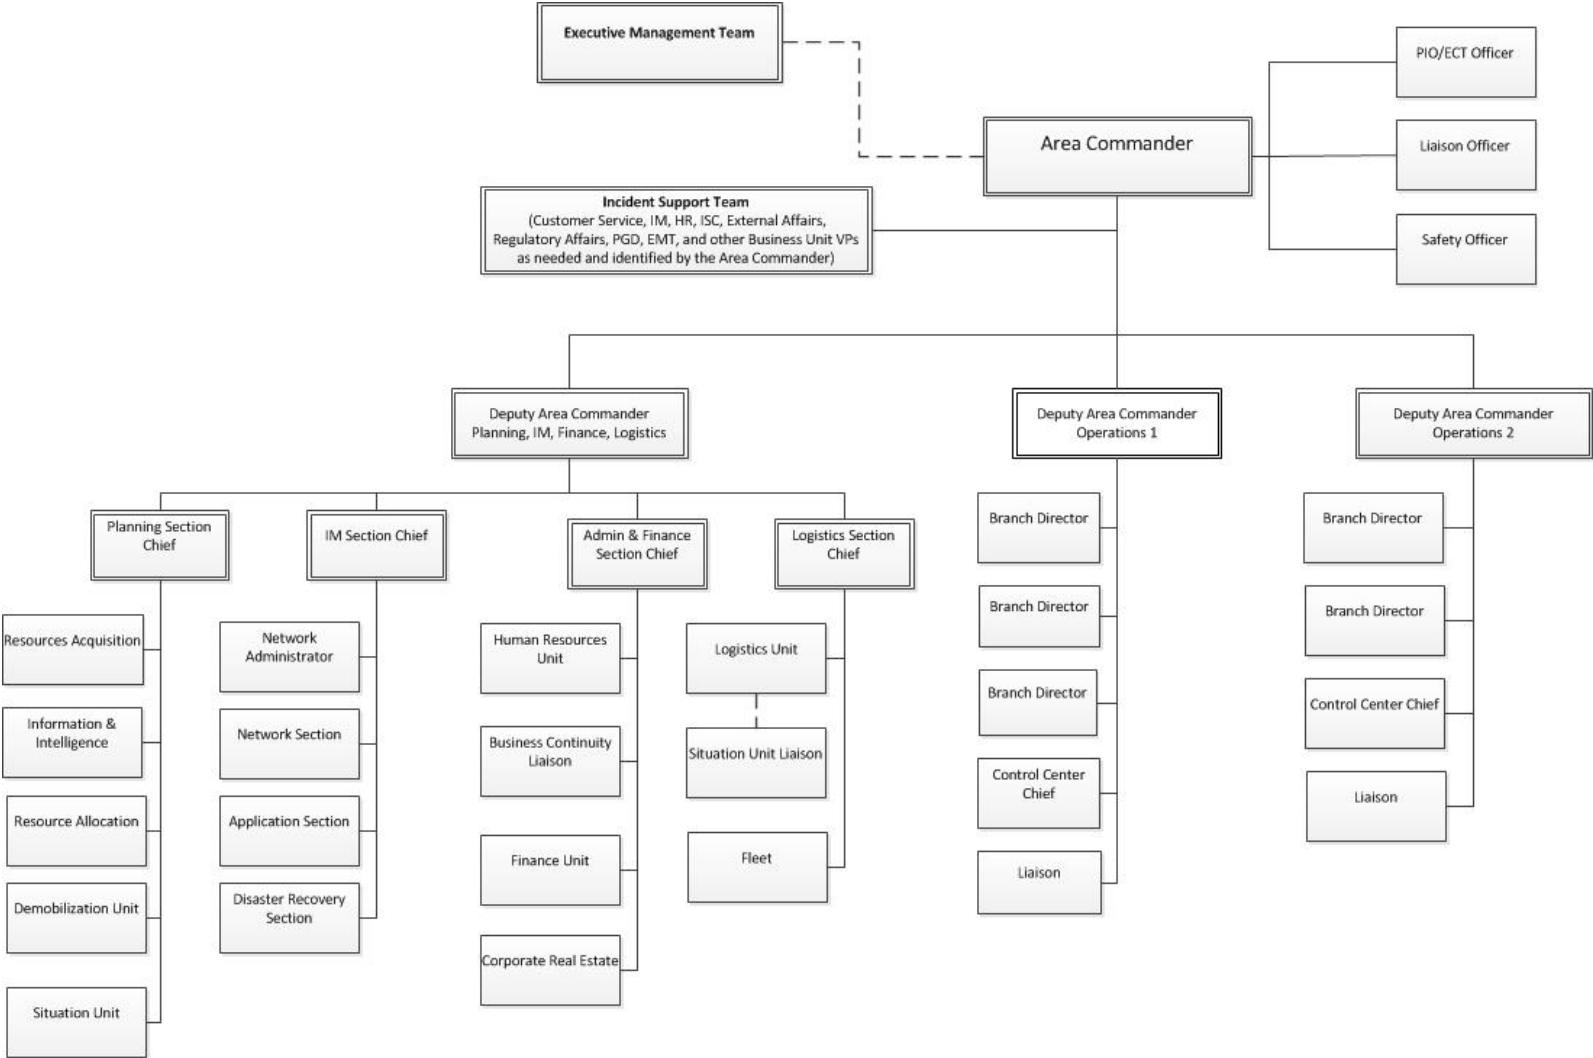 Executive Management Team
PIO/ECT Officer
Area Commander
Liaison Officer
Incident Support Team
(Customer Service, IM, HR, ISC, External Affairs,
Regulatory Affairs, PGD, EMT, and other Business Unit VPs
as needed and identified by the Area Commander)
Safety Officer
Deputy Area Commander
Planning, IM, Finance, Logistics
Deputy Area Commander
Operations 1
Deputy Area Commander
Operations 2
Planning Section
Chief
IM Section Chief
Admin & Finance
Section Chief
Logistics Section
Chief
Resources Acquisition
Information &
Intelligence
Resource Allocation
Demobilization Unit
Situation Unit
Network
Administrator
Network Section
Application Section
Disaster Recovery
Section
Human Resources
Unit
Business Continuity
Liaison
Finance Unit
Corporate Real Estate
Logistics Unit
Situation Unit Liaison
Fleet
Branch Director
Branch Director
Branch Director
Control Center
Chief
Liaison
Branch Director
Branch Director
Control Center Chief
Liaison